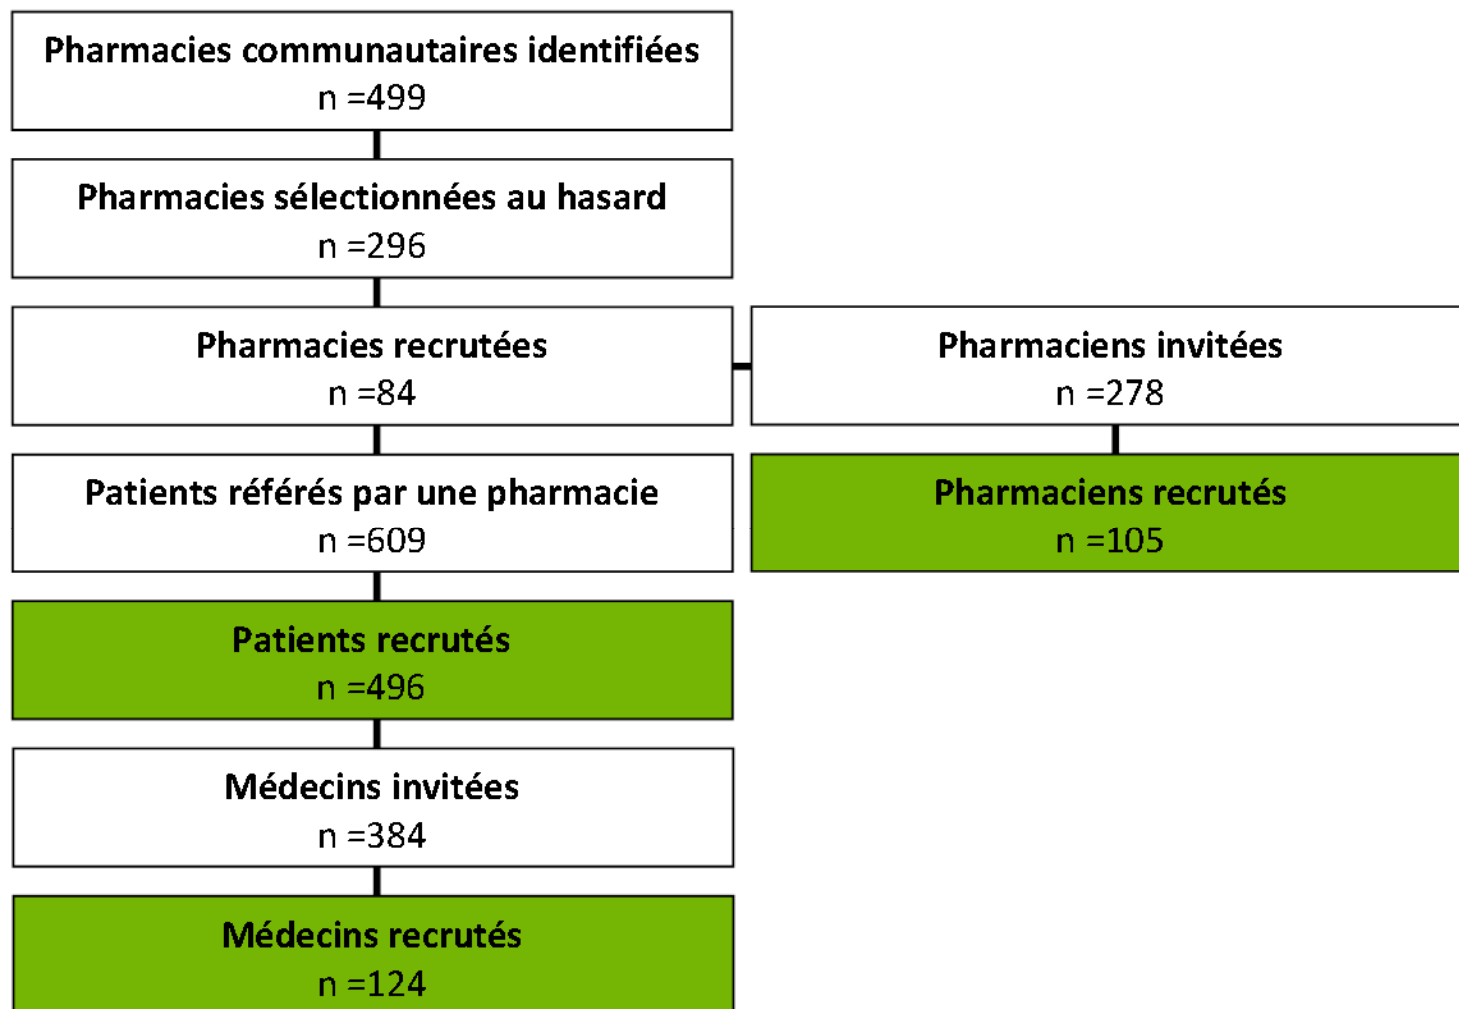 Pharmacies communautaires identifiées
n =499
Pharmacies sélectionnées au hasard
n =296
Pharmacies recrutées
n =84
Pharmaciens invitées
n =278
Patients référés par une pharmacie
n =609
Pharmaciens recrutés
n =105
Patients recrutés
n =496
Médecins invitées
n =384
Médecins recrutés
n =124